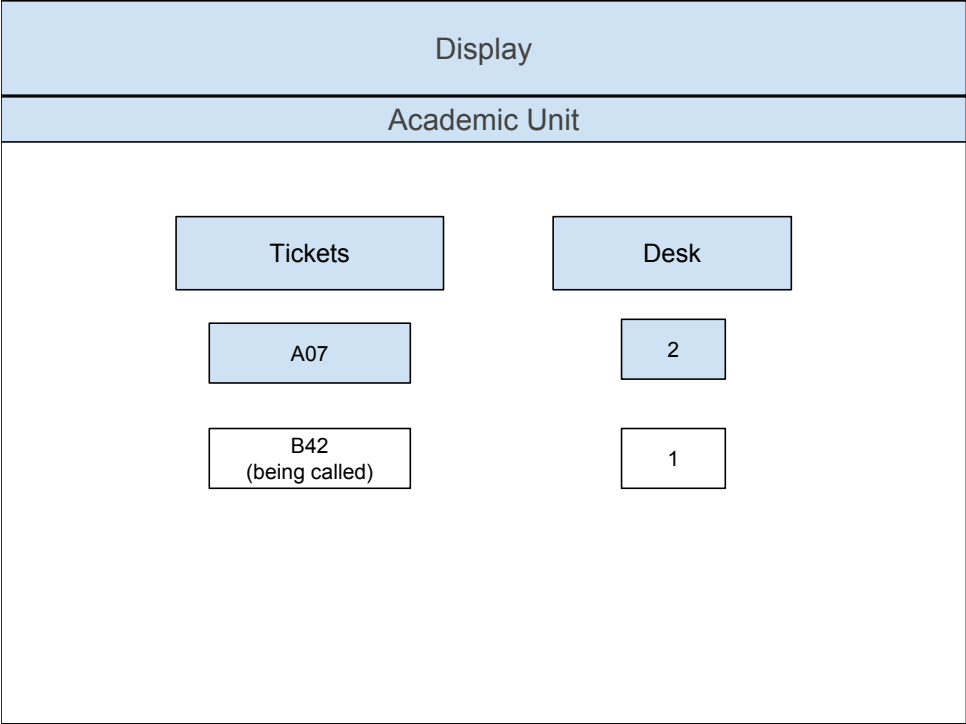 Display
Academic Unit
Tickets
Desk
A07
2
B42
(being called)
1